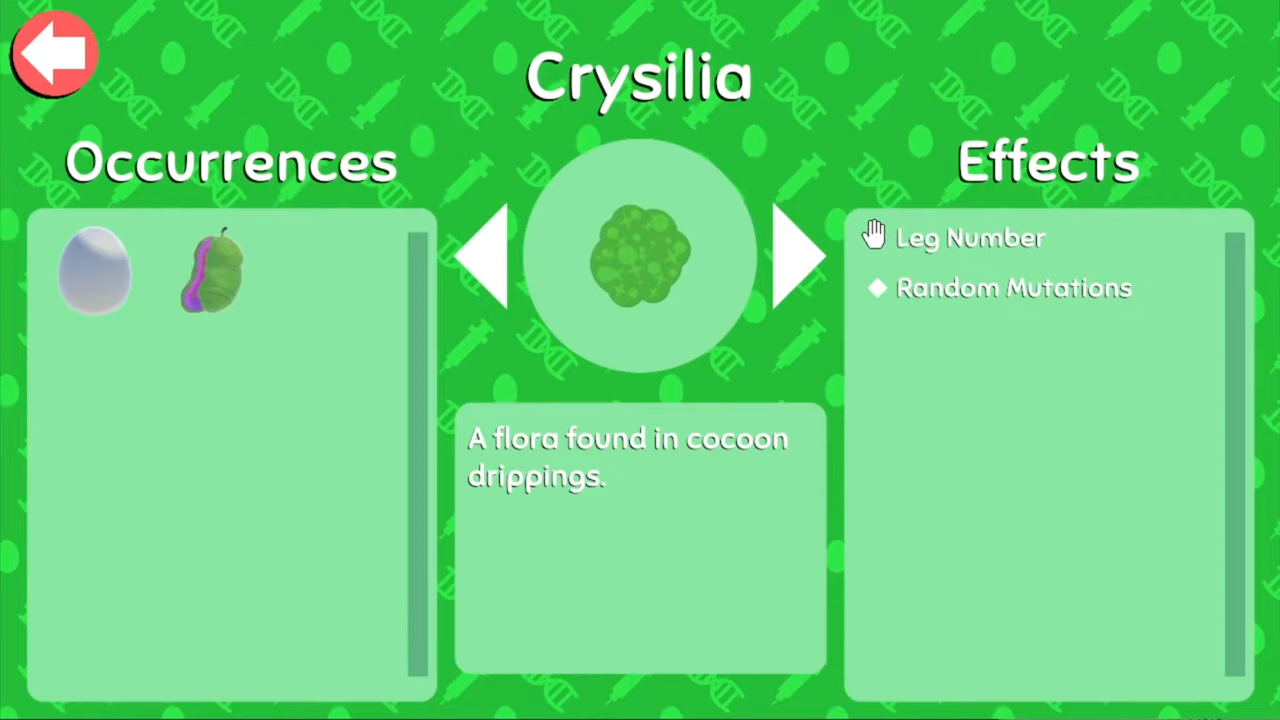 Crysilia
Occurrences
Effects
Leg Number
Random Mutations
A flora found in cocoon
drippings.